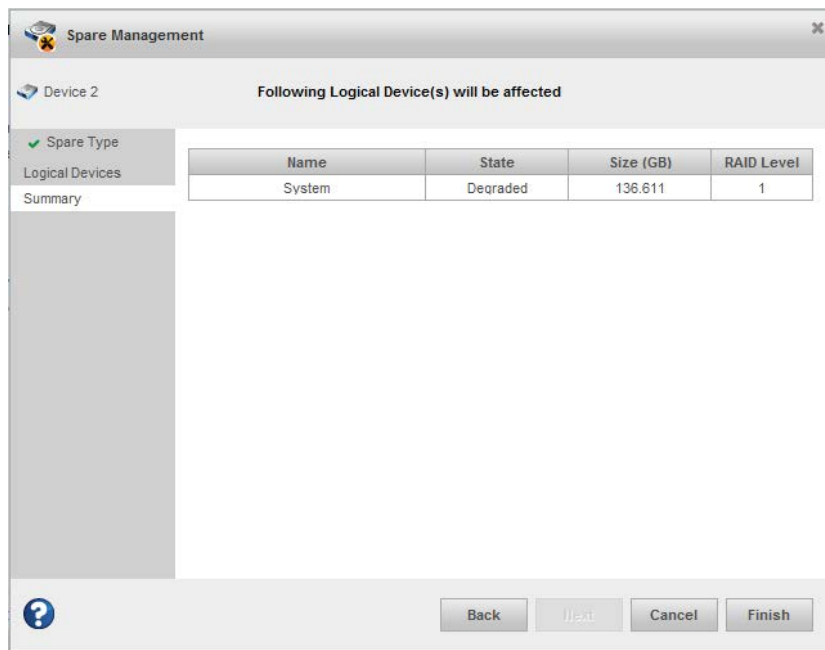 Spare Management
Device 2
Following Logical Device(s) will be affected
Spare Type
Logical Devices
Summary
Name State Size (GB) RAID Level
System Degraded 136.611 1
Back Next Cancel Finish